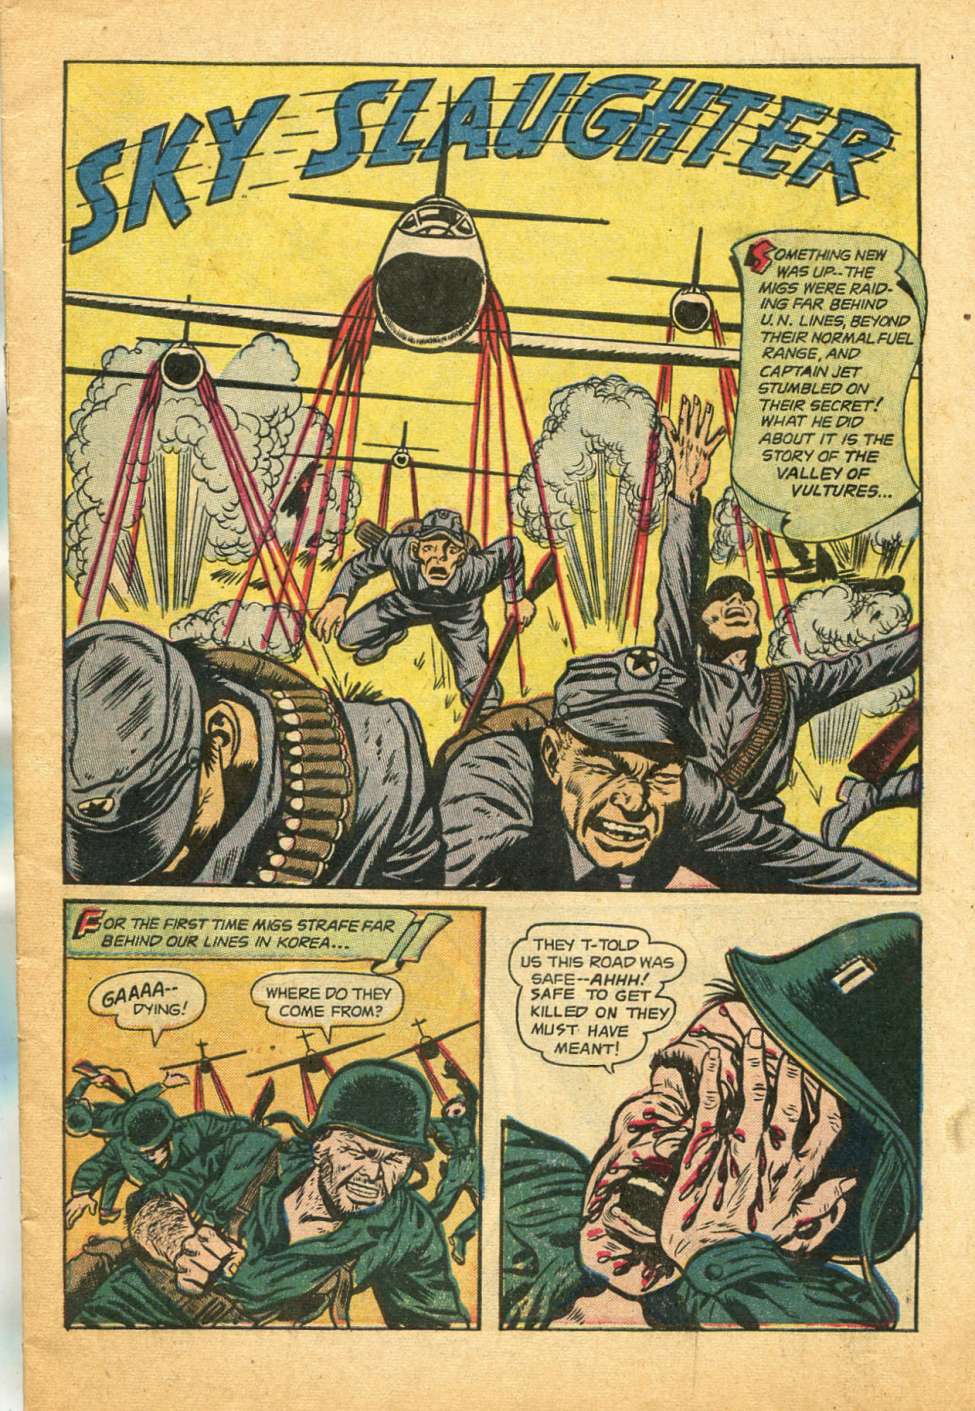 SKY SLAUGHTER
SOMETHING NEW
WAS UP--THE
MIGS WERE RAID-
ING FAR BEHIND
U.N. LINES, BEYOND
THEIR NORMAL FUEL
RANGE, AND
CAPTAIN JET
STUMBLED ON
THEIR SECRET!
WHAT HE DID
ABOUT IT IS THE
STORY OF THE
VALLEY OF
VULTURES...
FOR THE FIRST TIME MIGS STRAFE FAR
BEHIND OUR LINES IN KOREA...
GAAAA--
DYING!
WHERE DO THEY
COME FROM?
THEY T-TOLD
US THIS ROAD WAS
SAFE--AHHH!
SAFE TO GET
KILLED ON THEY
MUST HAVE
MEANT!